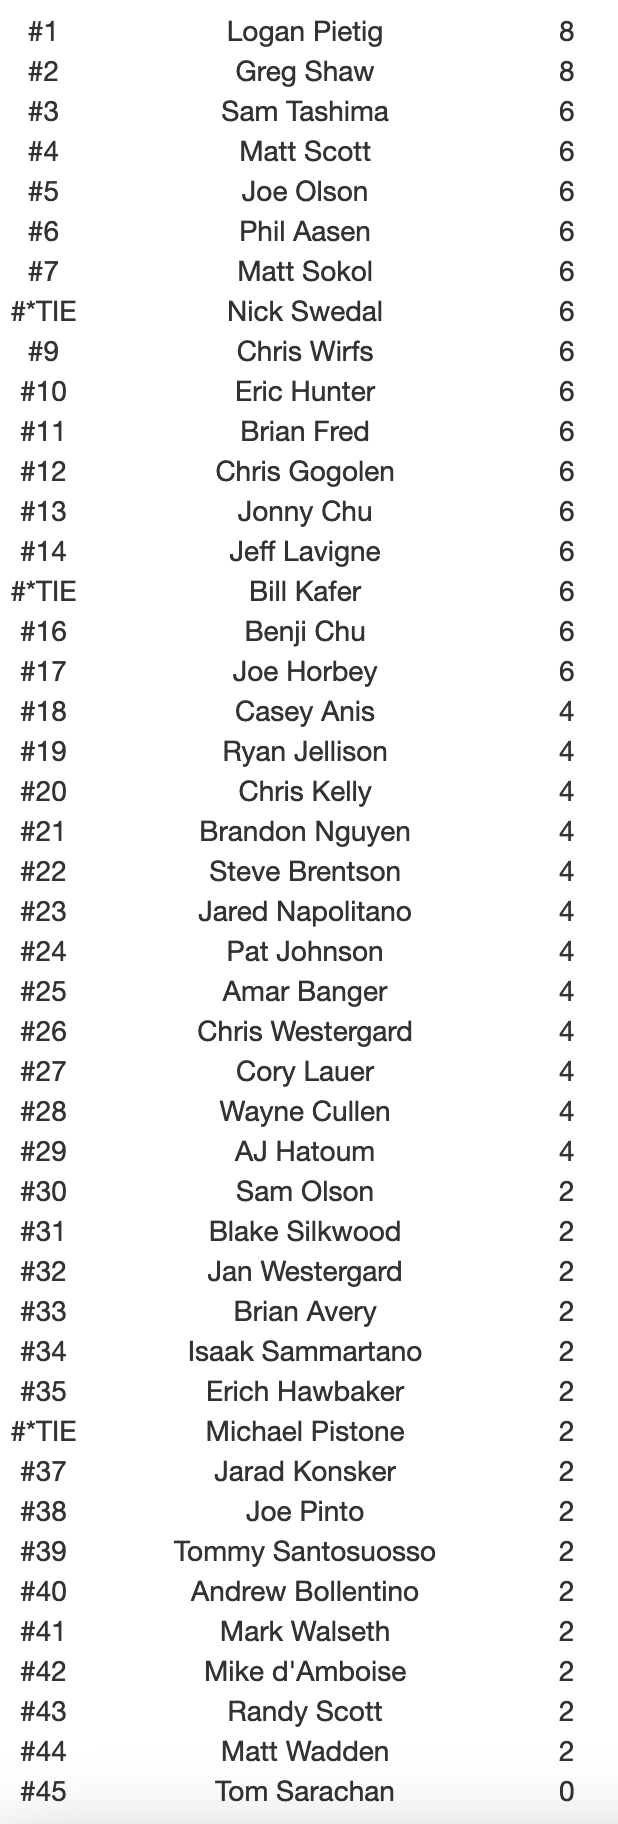 #1 Logan Pietig 8
#2 Greg Shaw 8
#3 Sam Tashima 6
#4 Matt Scott 6
#5 Joe Olson 6
#6 Phil Aasen 6
#7 Matt Sokol 6
#*TIE Nick Swedal 6
#9 Chris Wirfs 6
#10 Eric Hunter 6
#11 Brian Fred 6
#12 Chris Gogolen 6
#13 Jonny Chu 6
#14 Jeff Lavigne 6
#*TIE Bill Kafer 6
#16 Benji Chu 6
#17 Joe Horbey 6
#18 Casey Anis 4
#19 Ryan Jellison 4
#20 Chris Kelly 4
#21 Brandon Nguyen 4
#22 Steve Brentson 4
#23 Jared Napolitano 4
#24 Pat Johnson 4
#25 Amar Banger 4
#26 Chris Westergard 4
#27 Cory Lauer 4
#28 Wayne Cullen 4
#29 AJ Hatoum 4
#30 Sam Olson 2
#31 Blake Silkwood 2
#32 Jan Westergard 2
#33 Brian Avery 2
#34 Isaak Sammartano 2
#35 Erich Hawbaker 2
#*TIE Michael Pistone 2
#37 Jarad Konsker 2
#38 Joe Pinto 2
#39 Tommy Santosuosso 2
#40 Andrew Bollentino 2
#41 Mark Walseth 2
#42 Mike d'Amboise 2
#43 Randy Scott 2
#44 Matt Wadden 2
#45 Tom Sarachan 0